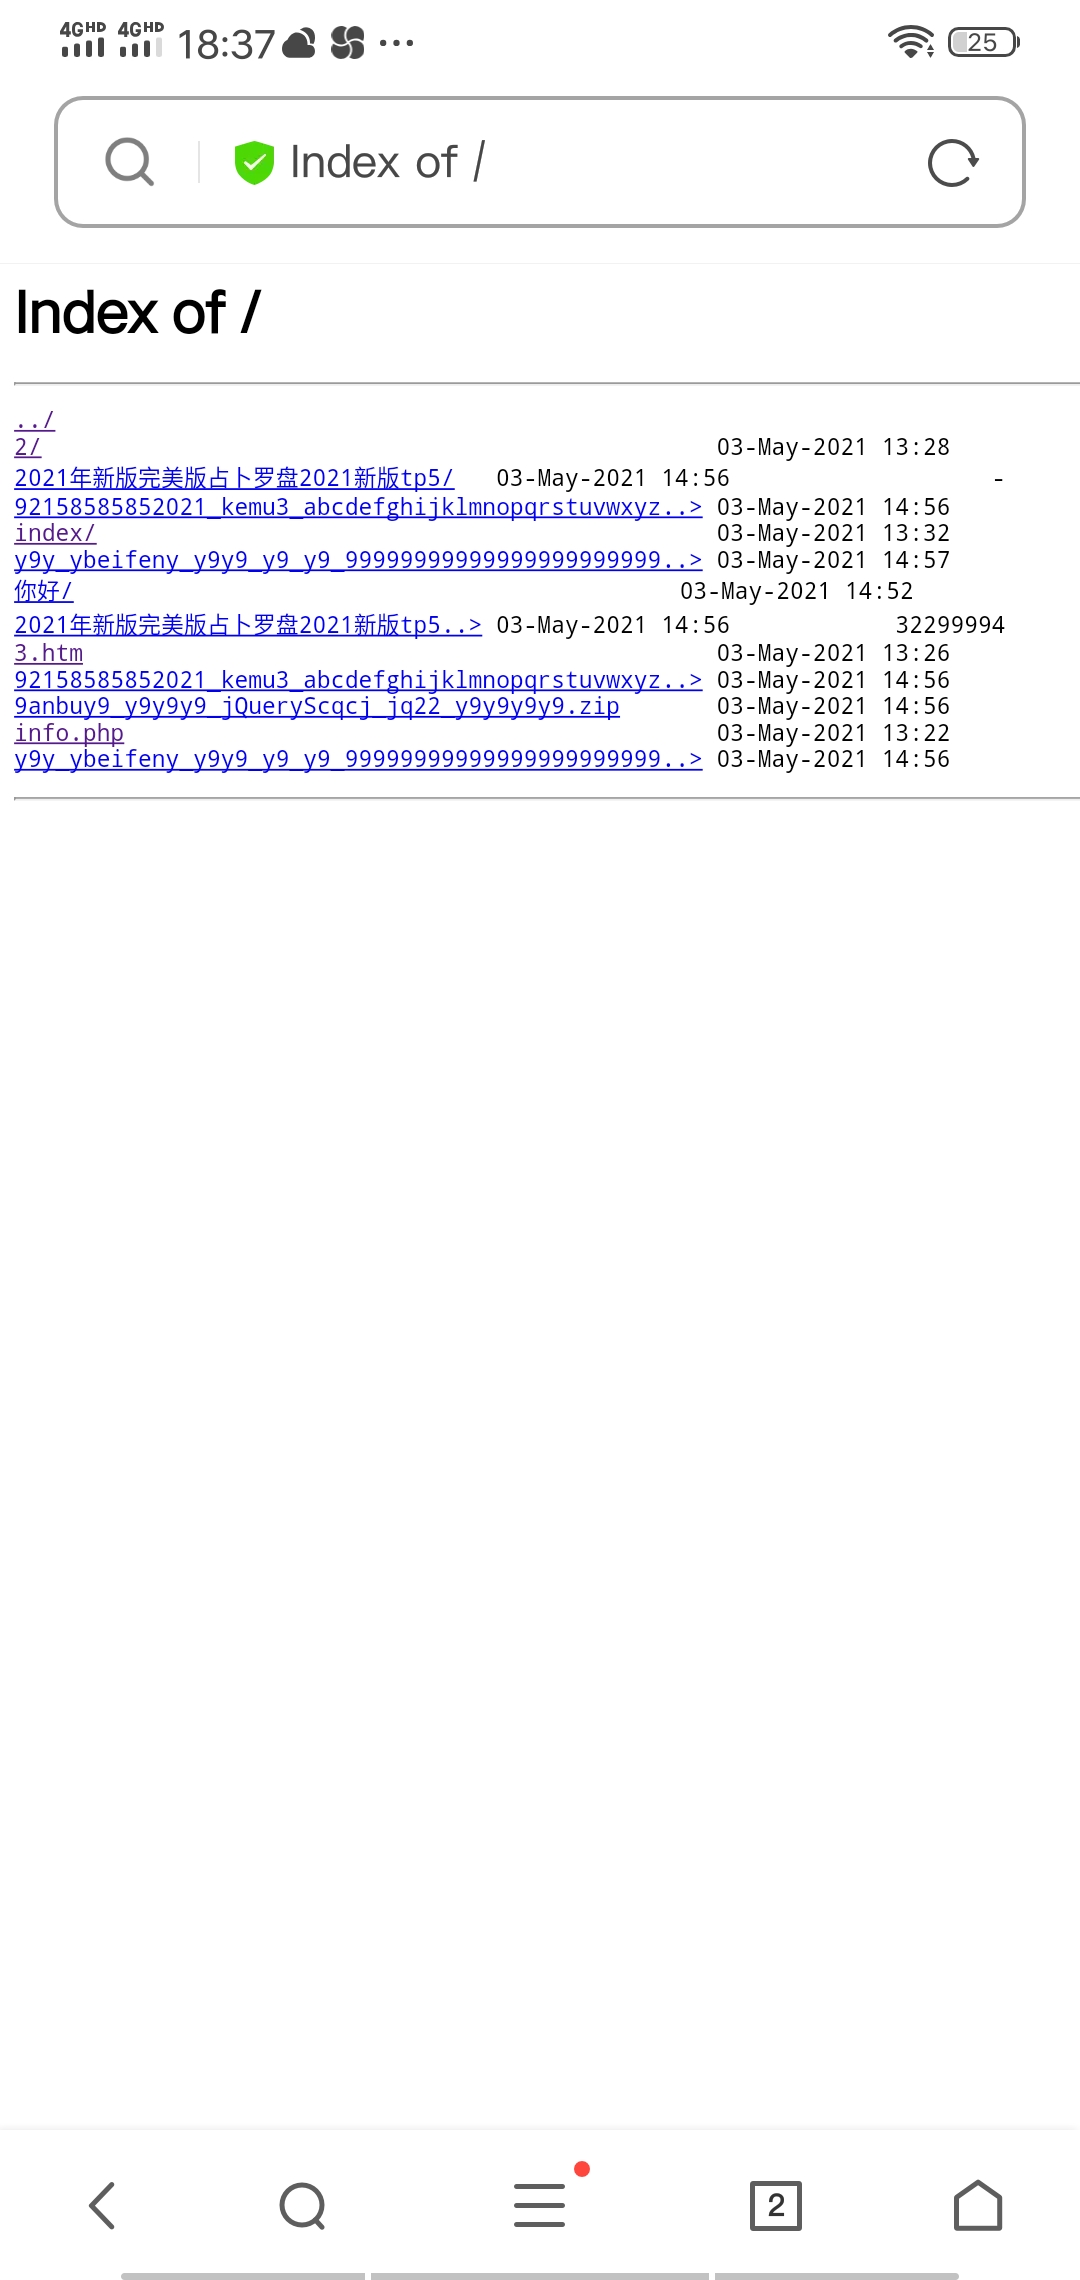 4GHD 4GHD 18:37 ... 25
Index of /
Index of /
../
2/ 03-May-2021 13:28
2021年新版完美版占卜罗盘2021新版tp5/ 03-May-2021 14:56 -
92158585852021_kemu3_abcdefghijklmnopqrstuvwxyz..> 03-May-2021 14:56
index/ 03-May-2021 13:32
y9y_ybeifeny_y9y9_y9_y9_99999999999999999999999..> 03-May-2021 14:57
你好/ 03-May-2021 14:52
2021年新版完美版占卜罗盘2021新版tp5..> 03-May-2021 14:56 32299994
3.htm 03-May-2021 13:26
92158585852021_kemu3_abcdefghijklmnopqrstuvwxyz..> 03-May-2021 14:56
9anbuy9_y9y9y9_jQueryScqcj_jq22_y9y9y9y9.zip 03-May-2021 14:56
info.php 03-May-2021 13:22
y9y_ybeifeny_y9y9_y9_y9_99999999999999999999999..> 03-May-2021 14:56
2